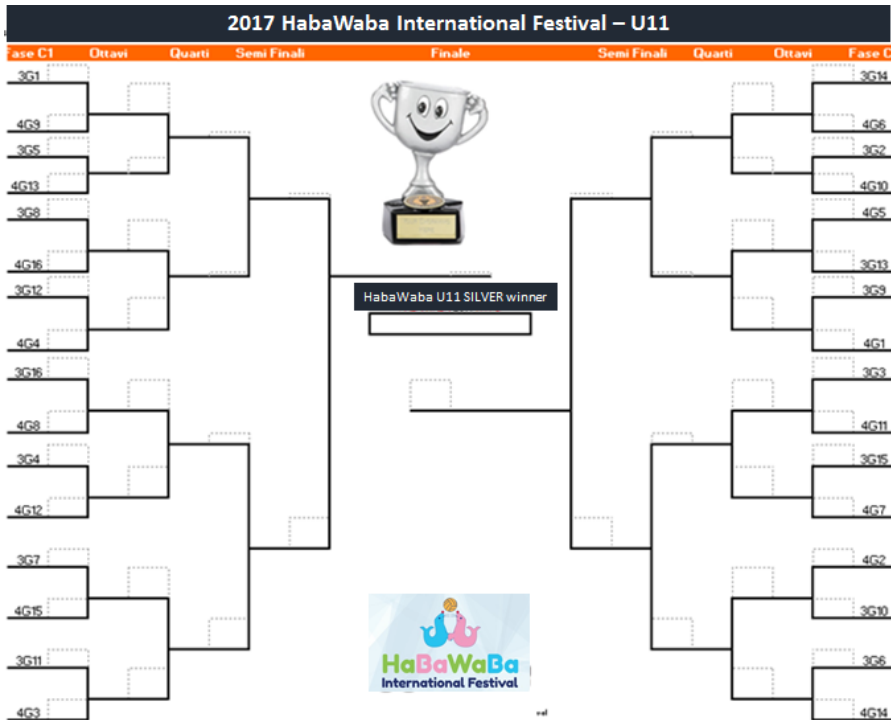 2017 HabaWaba International Festival – U11
Fase C1 Ottavi Quarti Semi Finali Finale Semi Finali Quarti Ottavi Fase C
3G1 3G14
4G9 4G6
3G5 3G2
4G13 4G10
3G8 4G5
4G16 3G13
3G12 3G9
HabaWaba U11 SILVER winner
4G4 4G1
3G16 3G3
4G8 4G11
3G4 3G15
4G12 4G7
3G7 4G2
4G15 3G10
HaBaWaBa
International Festival
3G11 3G6
4G3 4G14